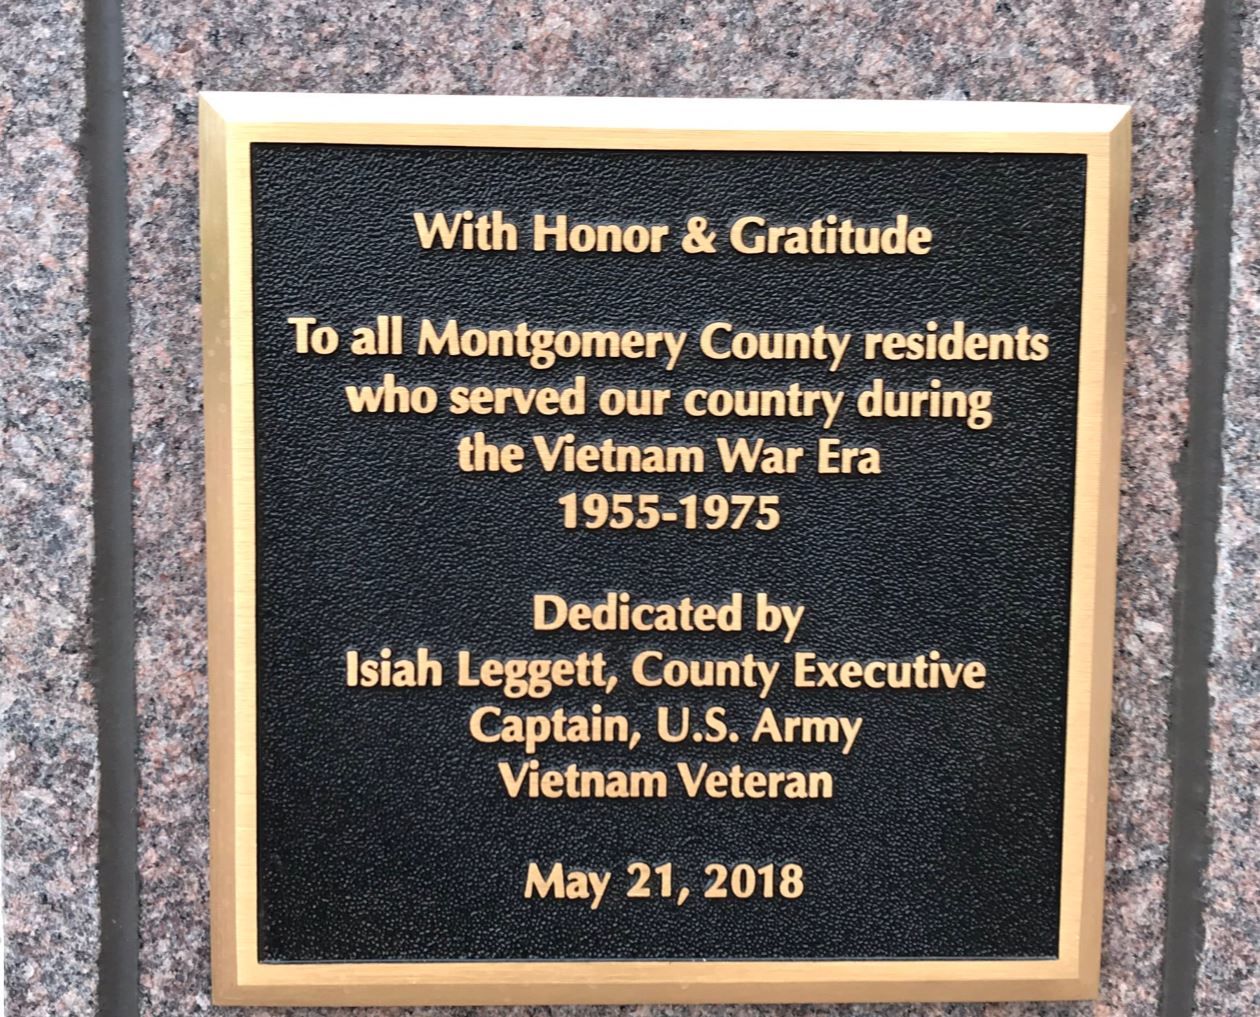 With Honor & Gratitude
To all Montgomery County residents
who served our country during
the Vietnam War Era
1955-1975
Dedicated by
Isiah Leggett, County Executive
Captain, U.S. Army
Vietnam Veteran
May 21, 2018